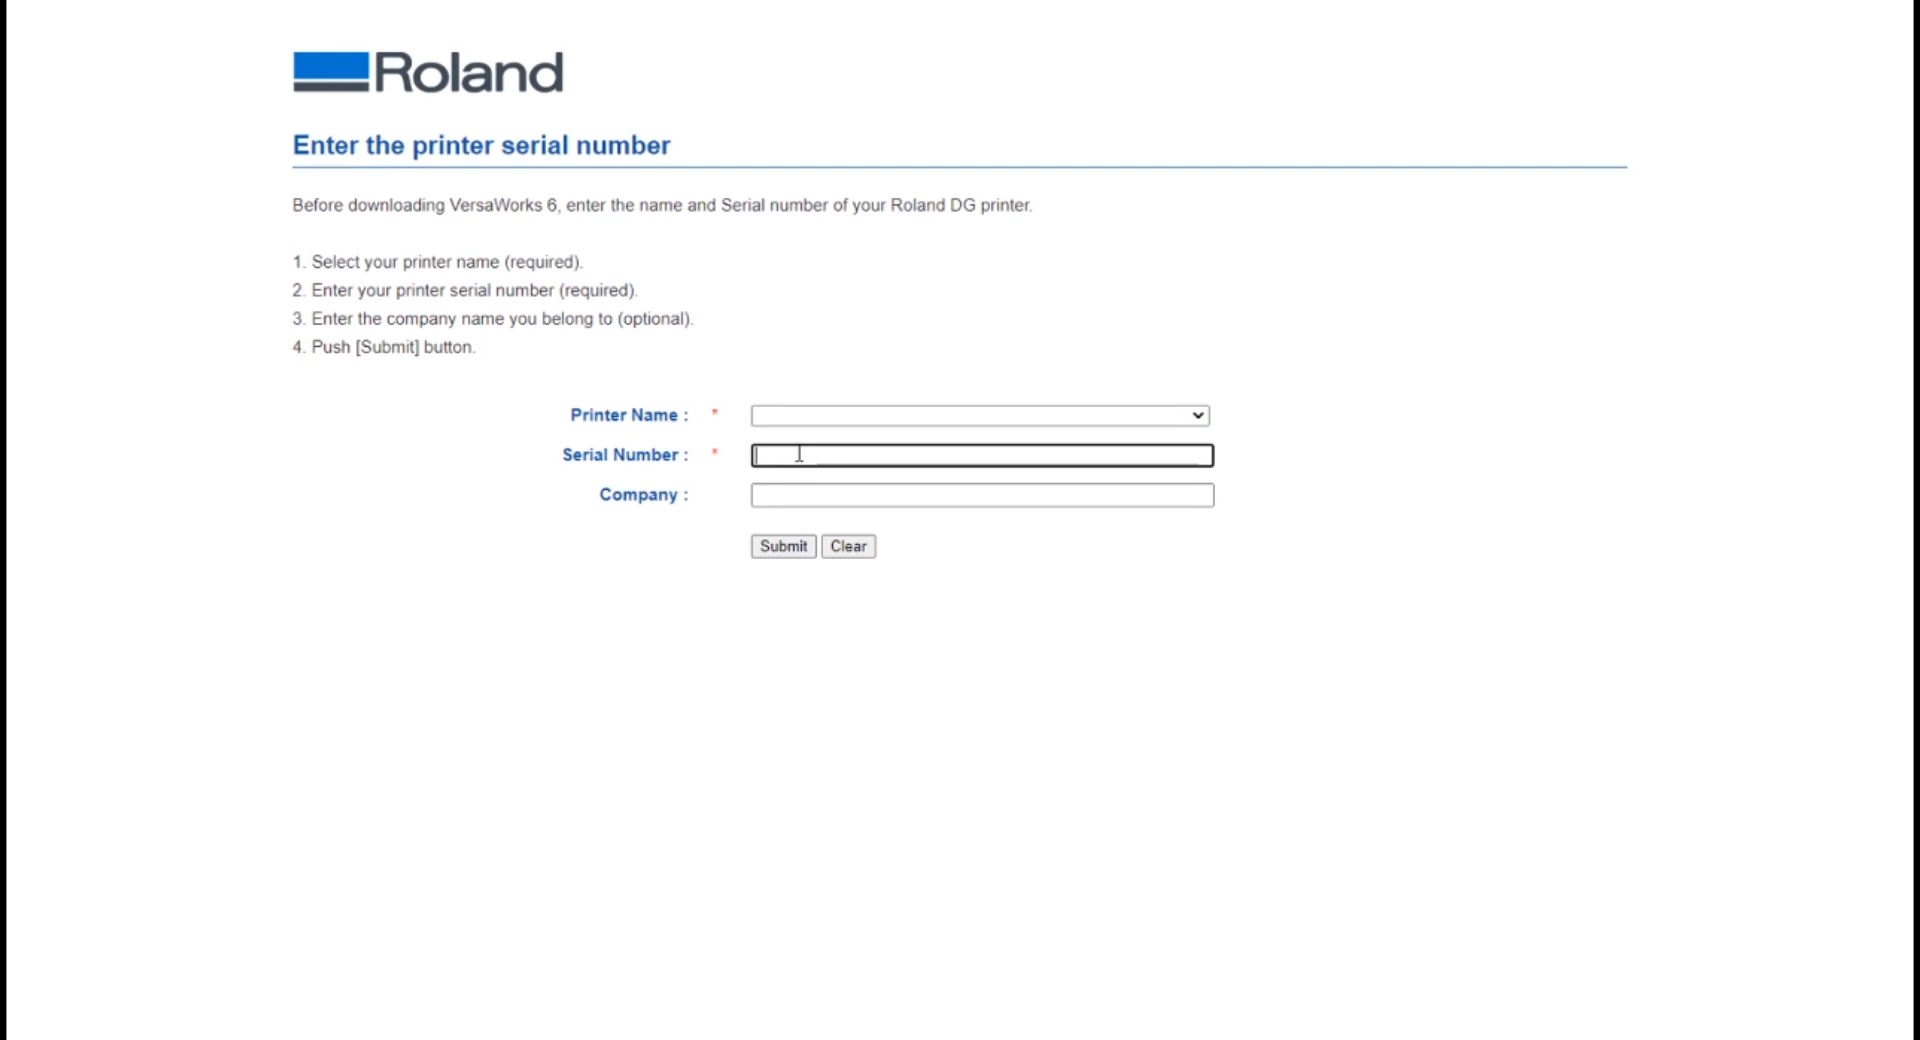 Roland
Enter the printer serial number
Before downloading VersaWorks 6, enter the name and Serial number of your Roland DG printer.
1. Select your printer name (required).
2. Enter your printer serial number (required).
3. Enter the company name you belong to (optional).
4. Push [Submit] button.
Printer Name : *
Serial Number : *
Company :
Submit Clear